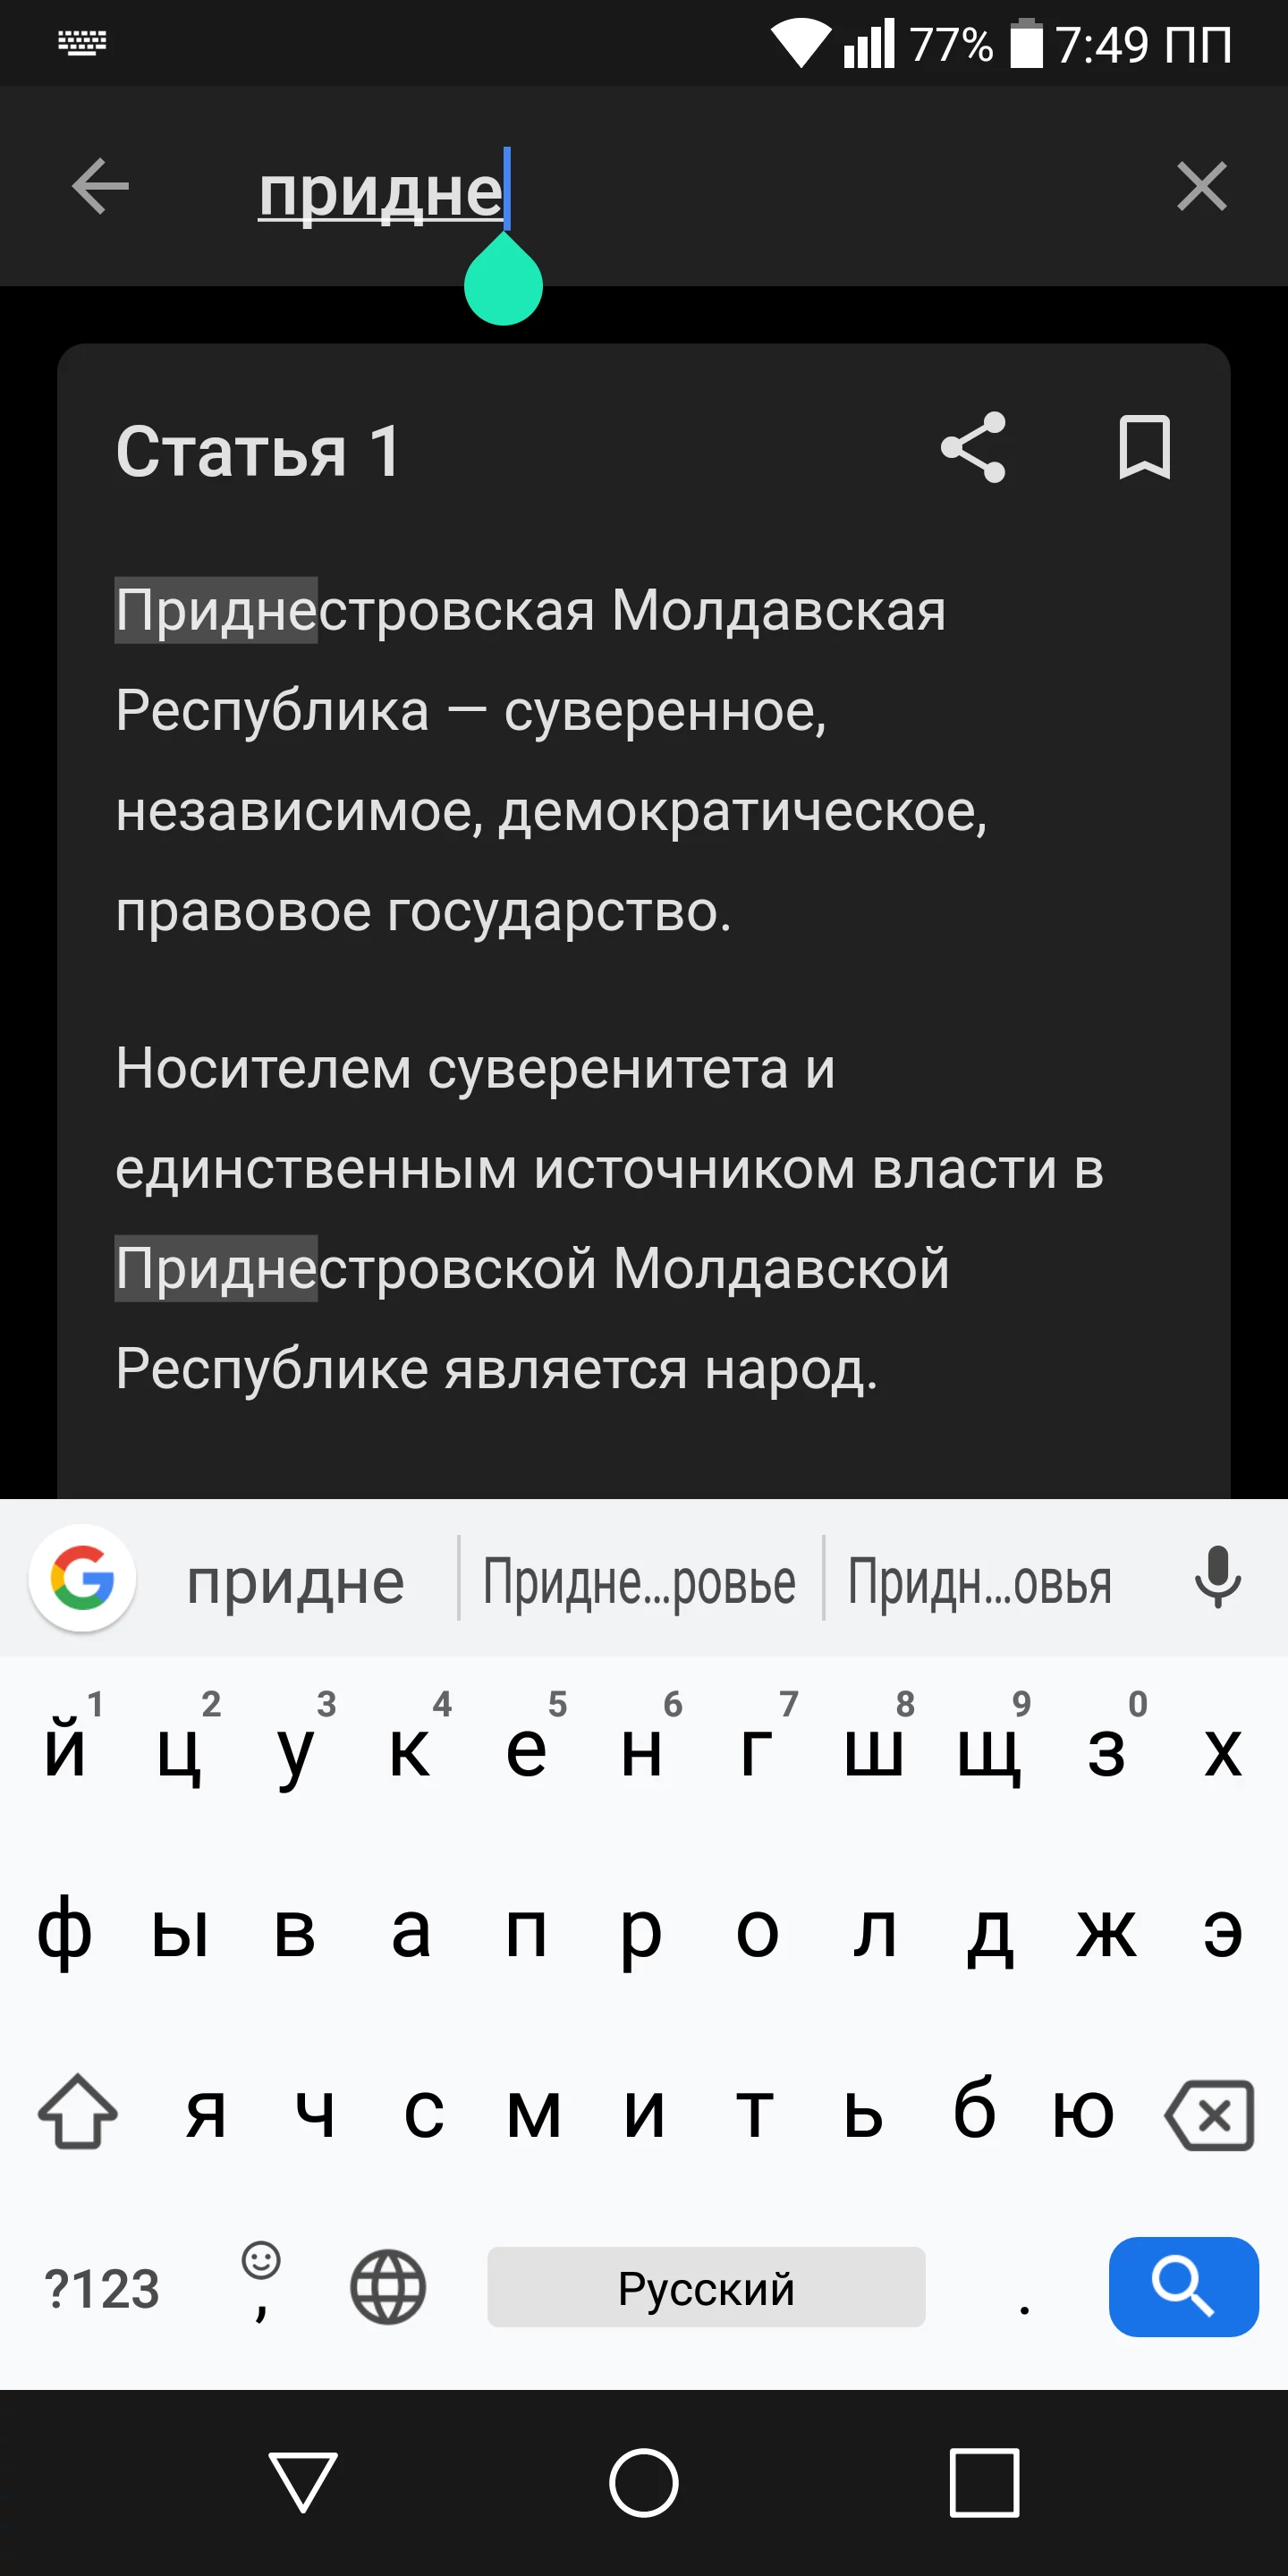 77% 7:49 ПП
придне
Статья 1
Приднестровская Молдавская
Республика — суверенное,
независимое, демократическое,
правовое государство.
Носителем суверенитета и
единственным источником власти в
Приднестровской Молдавской
Республике является народ.
придне Придне...ровье Придн...овья
1 2 3 4 5 6 7 8 9 0
й ц у к е н г ш щ з х
ф ы в а п р о л д ж э
я ч с м и т ь б ю
?123 , Русский .